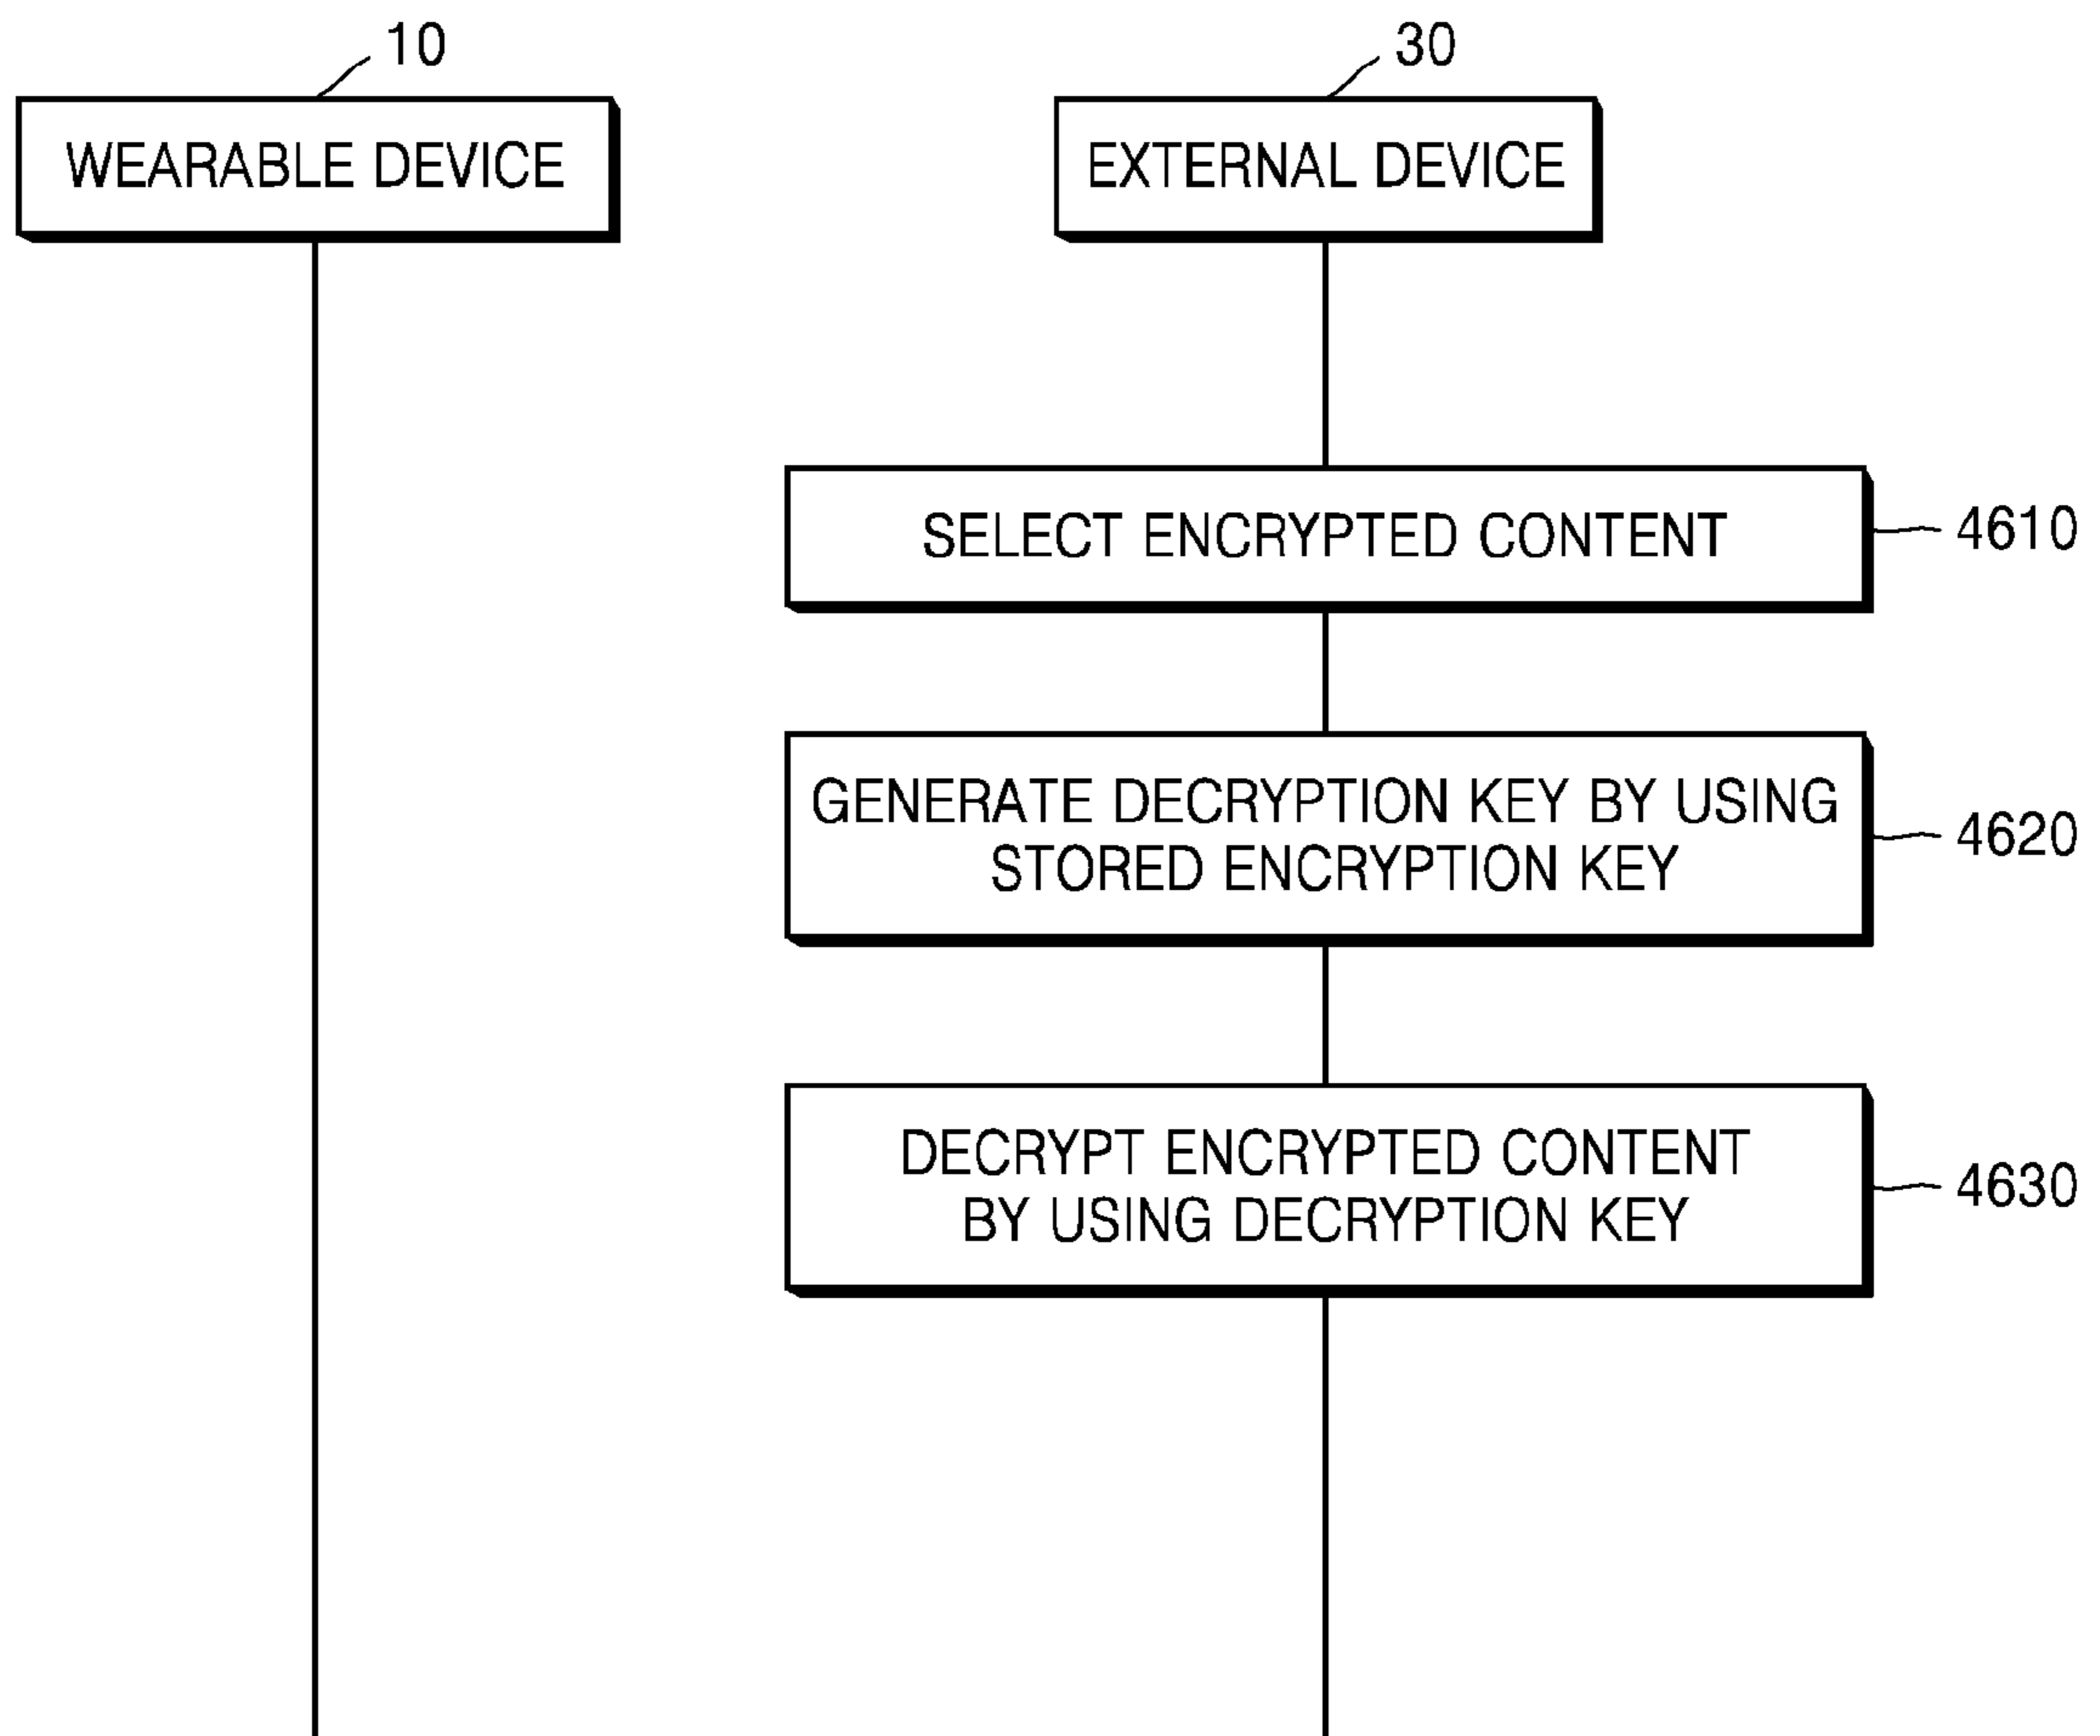 10
30
WEARABLE DEVICE
EXTERNAL DEVICE
SELECT ENCRYPTED CONTENT
4610
GENERATE DECRYPTION KEY BY USING
STORED ENCRYPTION KEY
4620
DECRYPT ENCRYPTED CONTENT
BY USING DECRYPTION KEY
4630